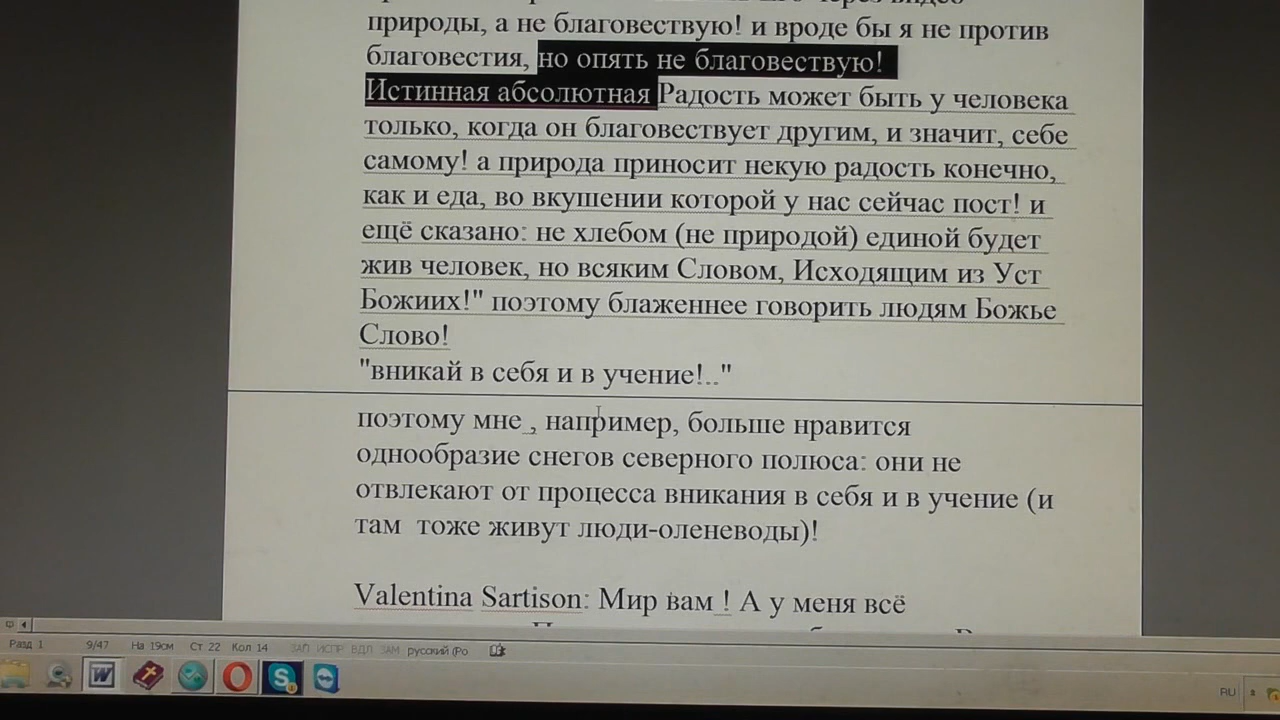 природы, а не благовествую! и вроде бы я не против
благовестия, но опять не благовествую!
Истинная абсолютная Радость может быть у человека
только, когда он благовествует другим, и значит, себе
самому! а природа приносит некую радость конечно,
как и еда, во вкушении которой у нас сейчас пост! и
ещё сказано: не хлебом (не природой) единой будет
жив человек, но всяким Словом, Исходящим из Уст
Божиих!" поэтому блаженнее говорить людям Божье
Слово!
"вникай в себя и в учение!.."
поэтому мне , например, больше нравится
однообразие снегов северного полюса: они не
отвлекают от процесса вникания в себя и в учение (и
там  тоже живут люди-оленеводы)!
Valentina Sartison: Мир вам ! А у меня всё
Разд 1 9/47 На 19см Ст 22 Кол 14 ЗАП ИСПР ВДЛ ЗАМ русский (Ро
RU